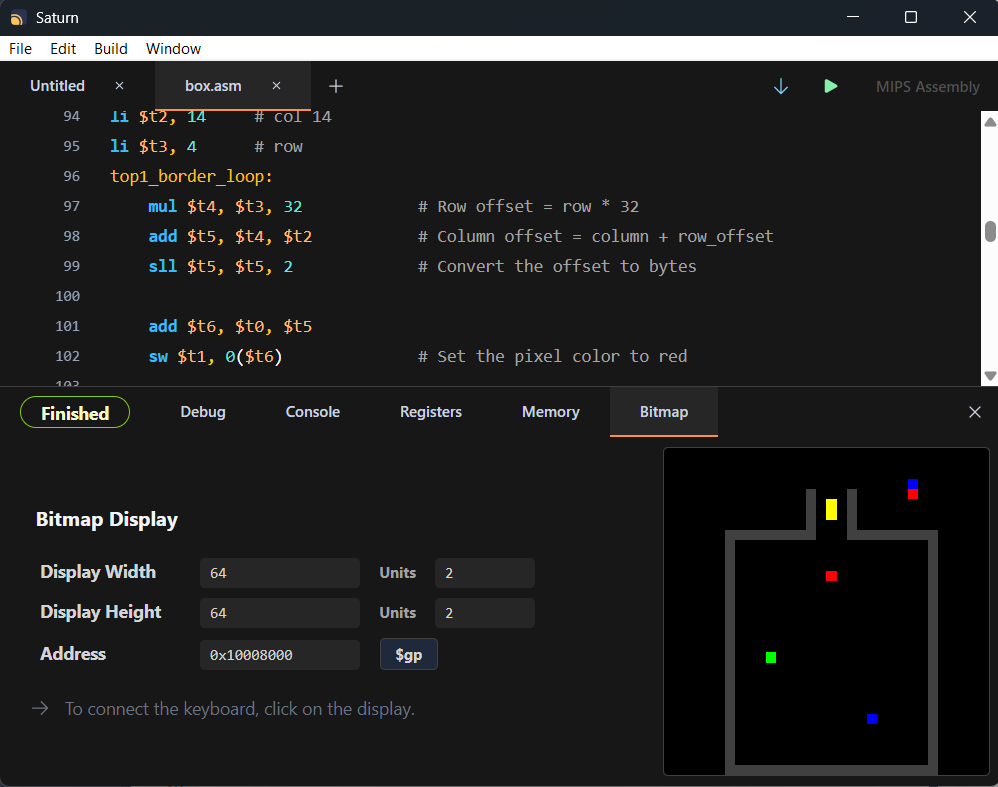 Saturn
File Edit Build Window
Untitled × box.asm × + MIPS Assembly
94 li $t2, 14 # col 14
95 li $t3, 4 # row
96 top1_border_loop:
97 mul $t4, $t3, 32 # Row offset = row * 32
98 add $t5, $t4, $t2 # Column offset = column + row_offset
99 sll $t5, $t5, 2 # Convert the offset to bytes
100
101 add $t6, $t0, $t5
102 sw $t1, 0($t6) # Set the pixel color to red
103
Finished Debug Console Registers Memory Bitmap
Bitmap Display
Display Width 64 Units 2
Display Height 64 Units 2
Address 0x10008000 $gp
→ To connect the keyboard, click on the display.